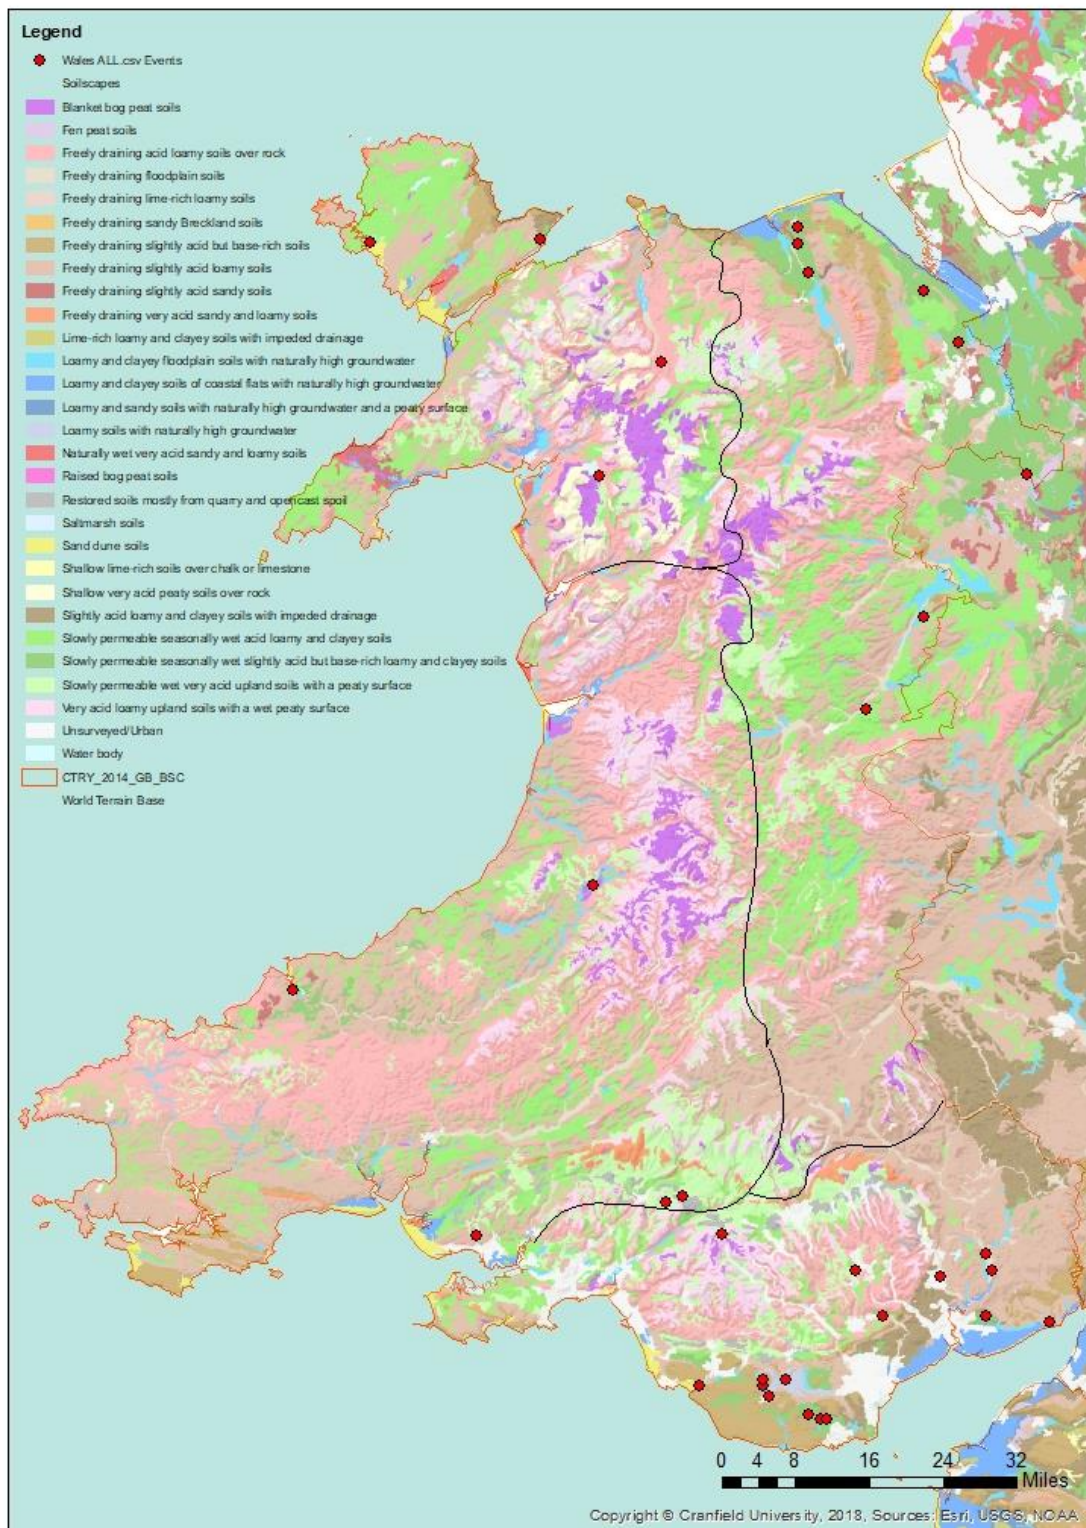 Legend
Wales ALL.csv Events
Soilscapes
Blanket bog peat soils
Fen peat soils
Freely draining acid loamy soils over rock
Freely draining floodplain soils
Freely draining lime-rich loamy soils
Freely draining sandy Breckland soils
Freely draining slightly acid but base-rich soils
Freely draining slightly acid loamy soils
Freely draining slightly acid sandy soils
Freely draining very acid sandy and loamy soils
Lime-rich loamy and clayey soils with impeded drainage
Loamy and clayey floodplain soils with naturally high groundwater
Loamy and clayey soils of coastal flats with naturally high groundwater
Loamy and sandy soils with naturally high groundwater and a peaty surface
Loamy soils with naturally high groundwater
Naturally wet very acid sandy and loamy soils
Raised bog peat soils
Restored soils mostly from quarry and opencast spoil
Saltmarsh soils
Sand dune soils
Shallow lime-rich soils over chalk or limestone
Shallow very acid peaty soils over rock
Slightly acid loamy and clayey soils with impeded drainage
Slowly permeable seasonally wet acid loamy and clayey soils
Slowly permeable seasonally wet slightly acid but base-rich loamy and clayey soils
Slowly permeable wet very acid upland soils with a peaty surface
Very acid loamy upland soils with a wet peaty surface
Unsurveyed/Urban
Water body
CTRY_2014_GB_BSC
World Terrain Base
0 4 8 16 24 32
Miles
Copyright © Cranfield University, 2018, Sources: Esri, USGS, NOAA